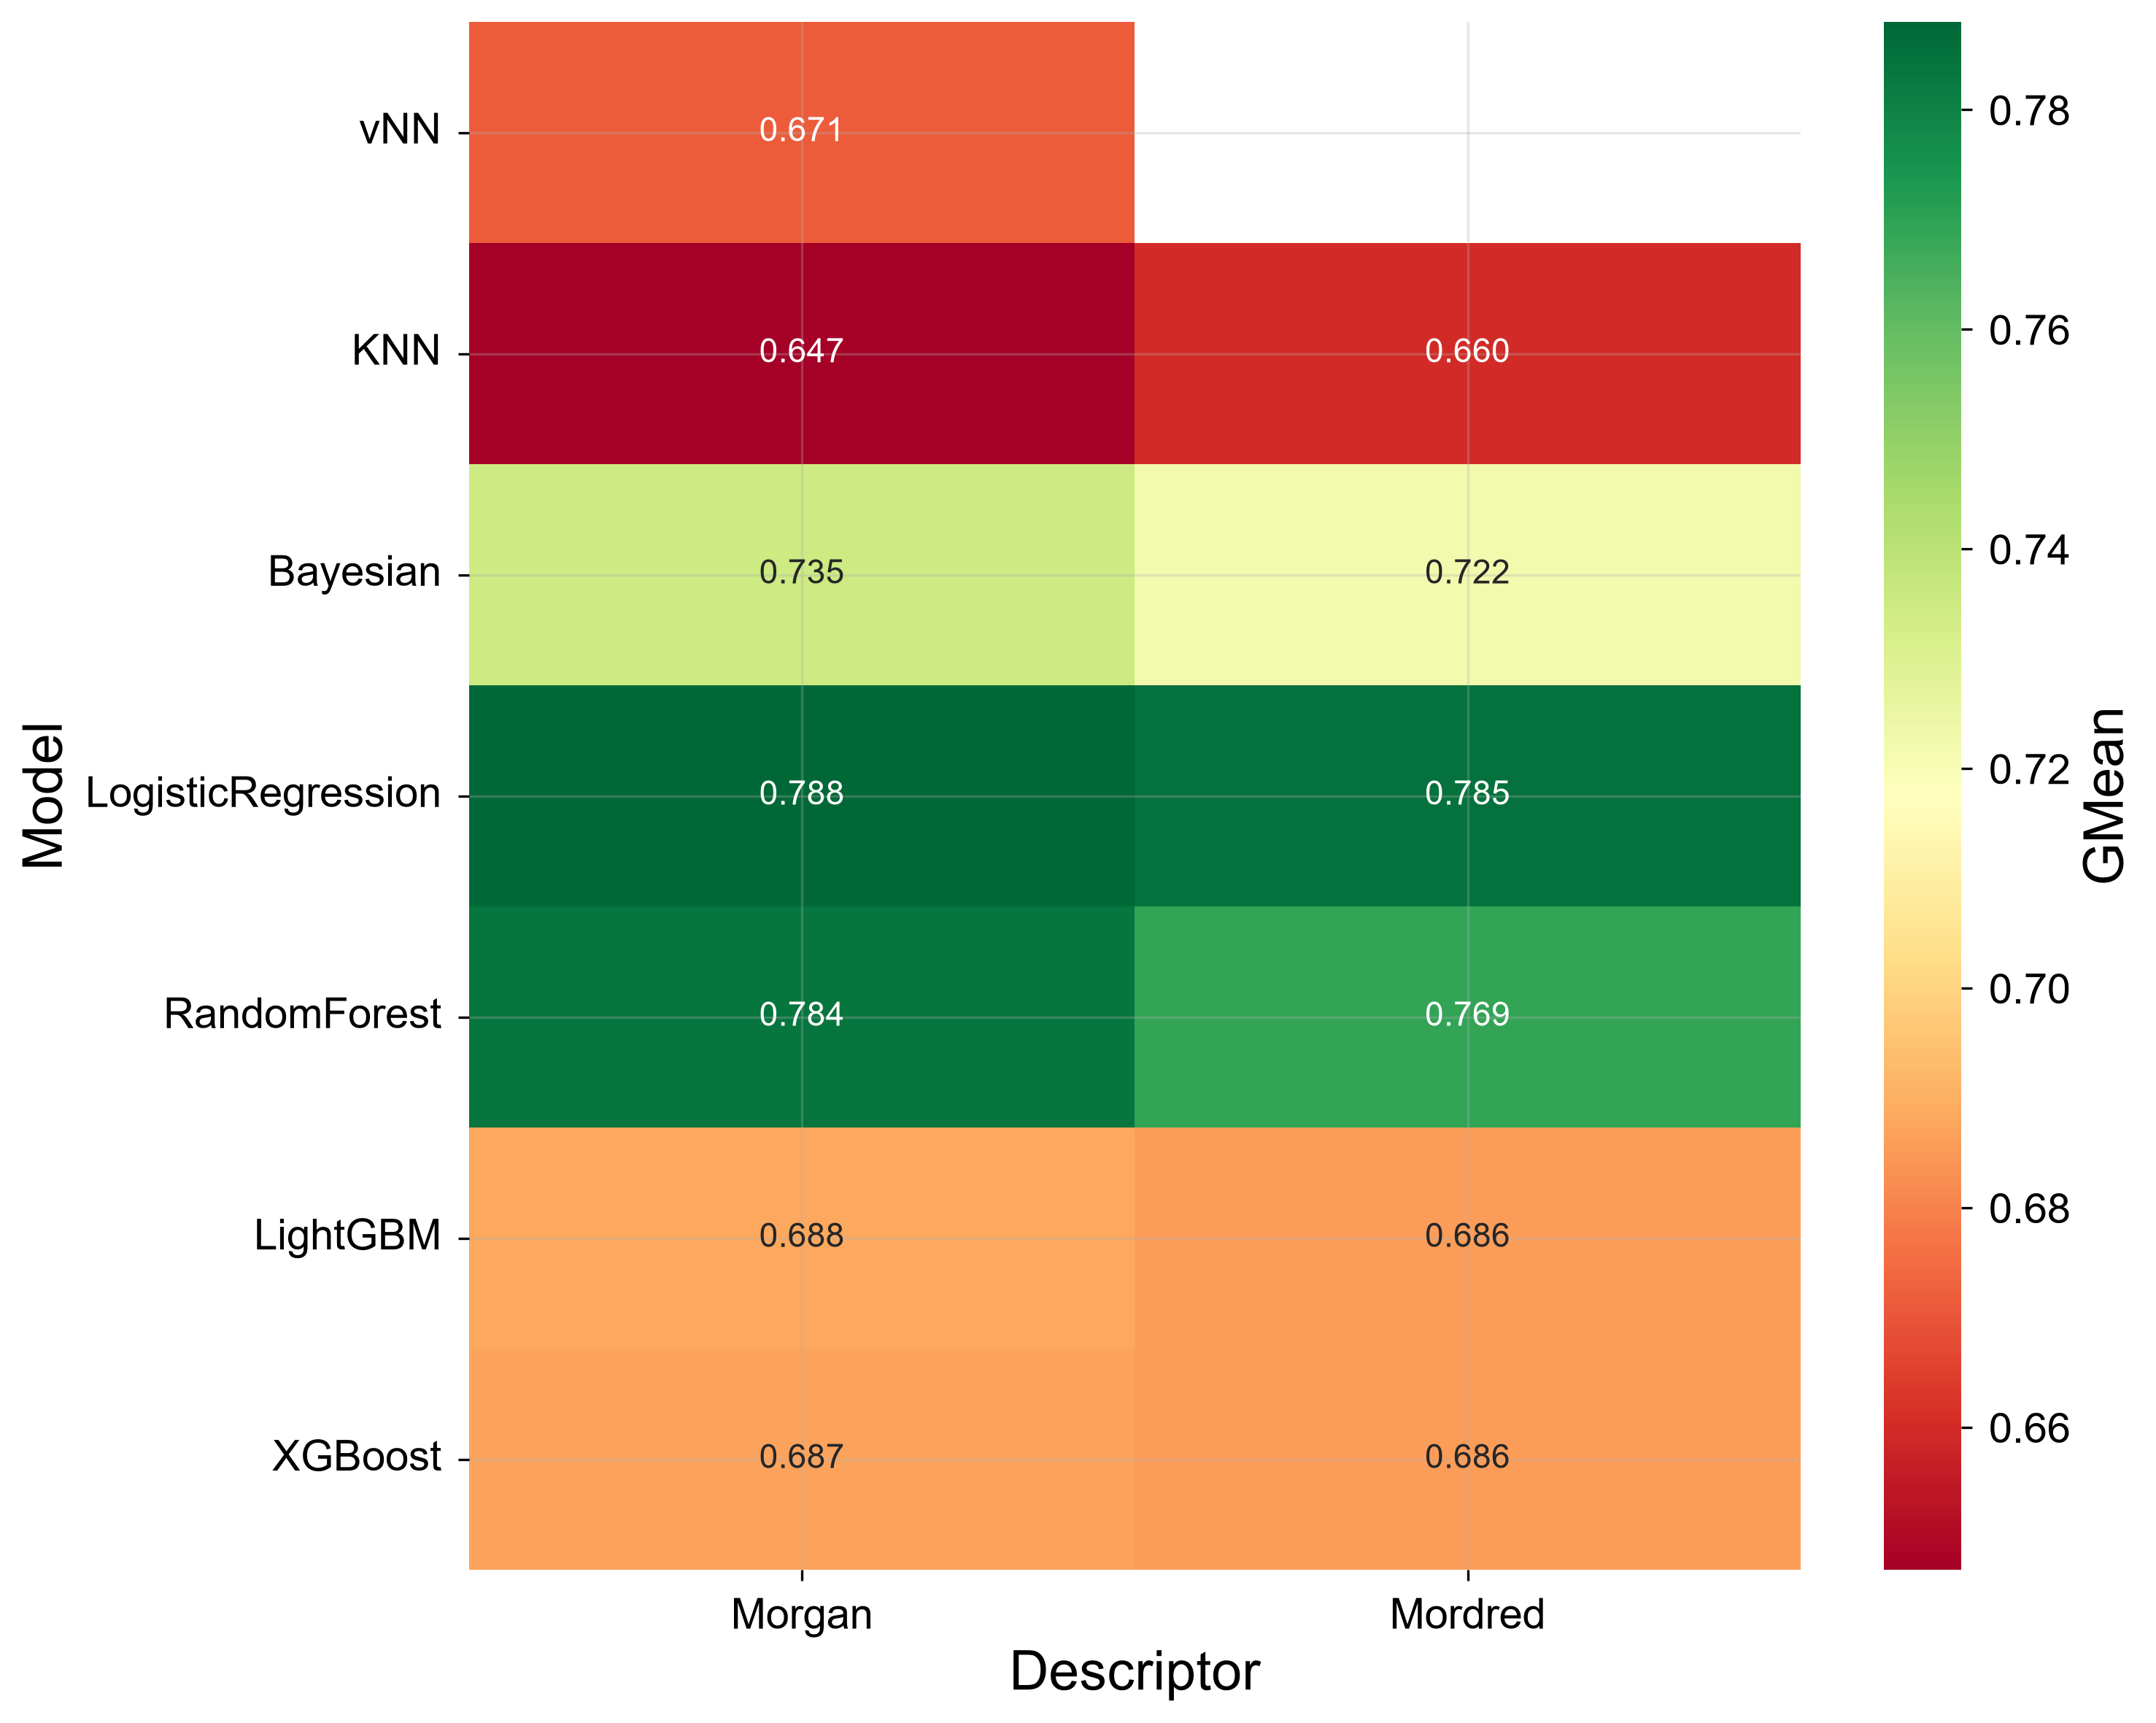 vNN 0.671
KNN 0.647 0.660
Bayesian 0.735 0.722
LogisticRegression 0.788 0.785
RandomForest 0.784 0.769
LightGBM 0.688 0.686
XGBoost 0.687 0.686
Morgan Mordred
Descriptor
Model
0.78
0.76
0.74
0.72
0.70
0.68
0.66
GMean